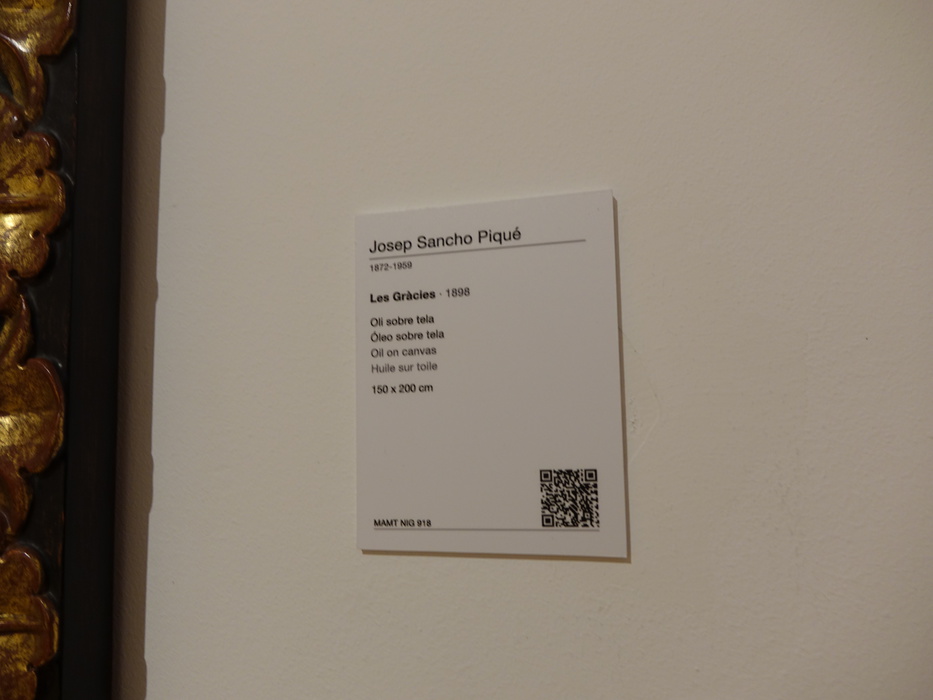 Josep Sancho Piqué
1872-1959
Les Gràcies · 1898
Oli sobre tela
Óleo sobre tela
Oil on canvas
Huile sur toile
150 x 200 cm
MAMT NIG 918